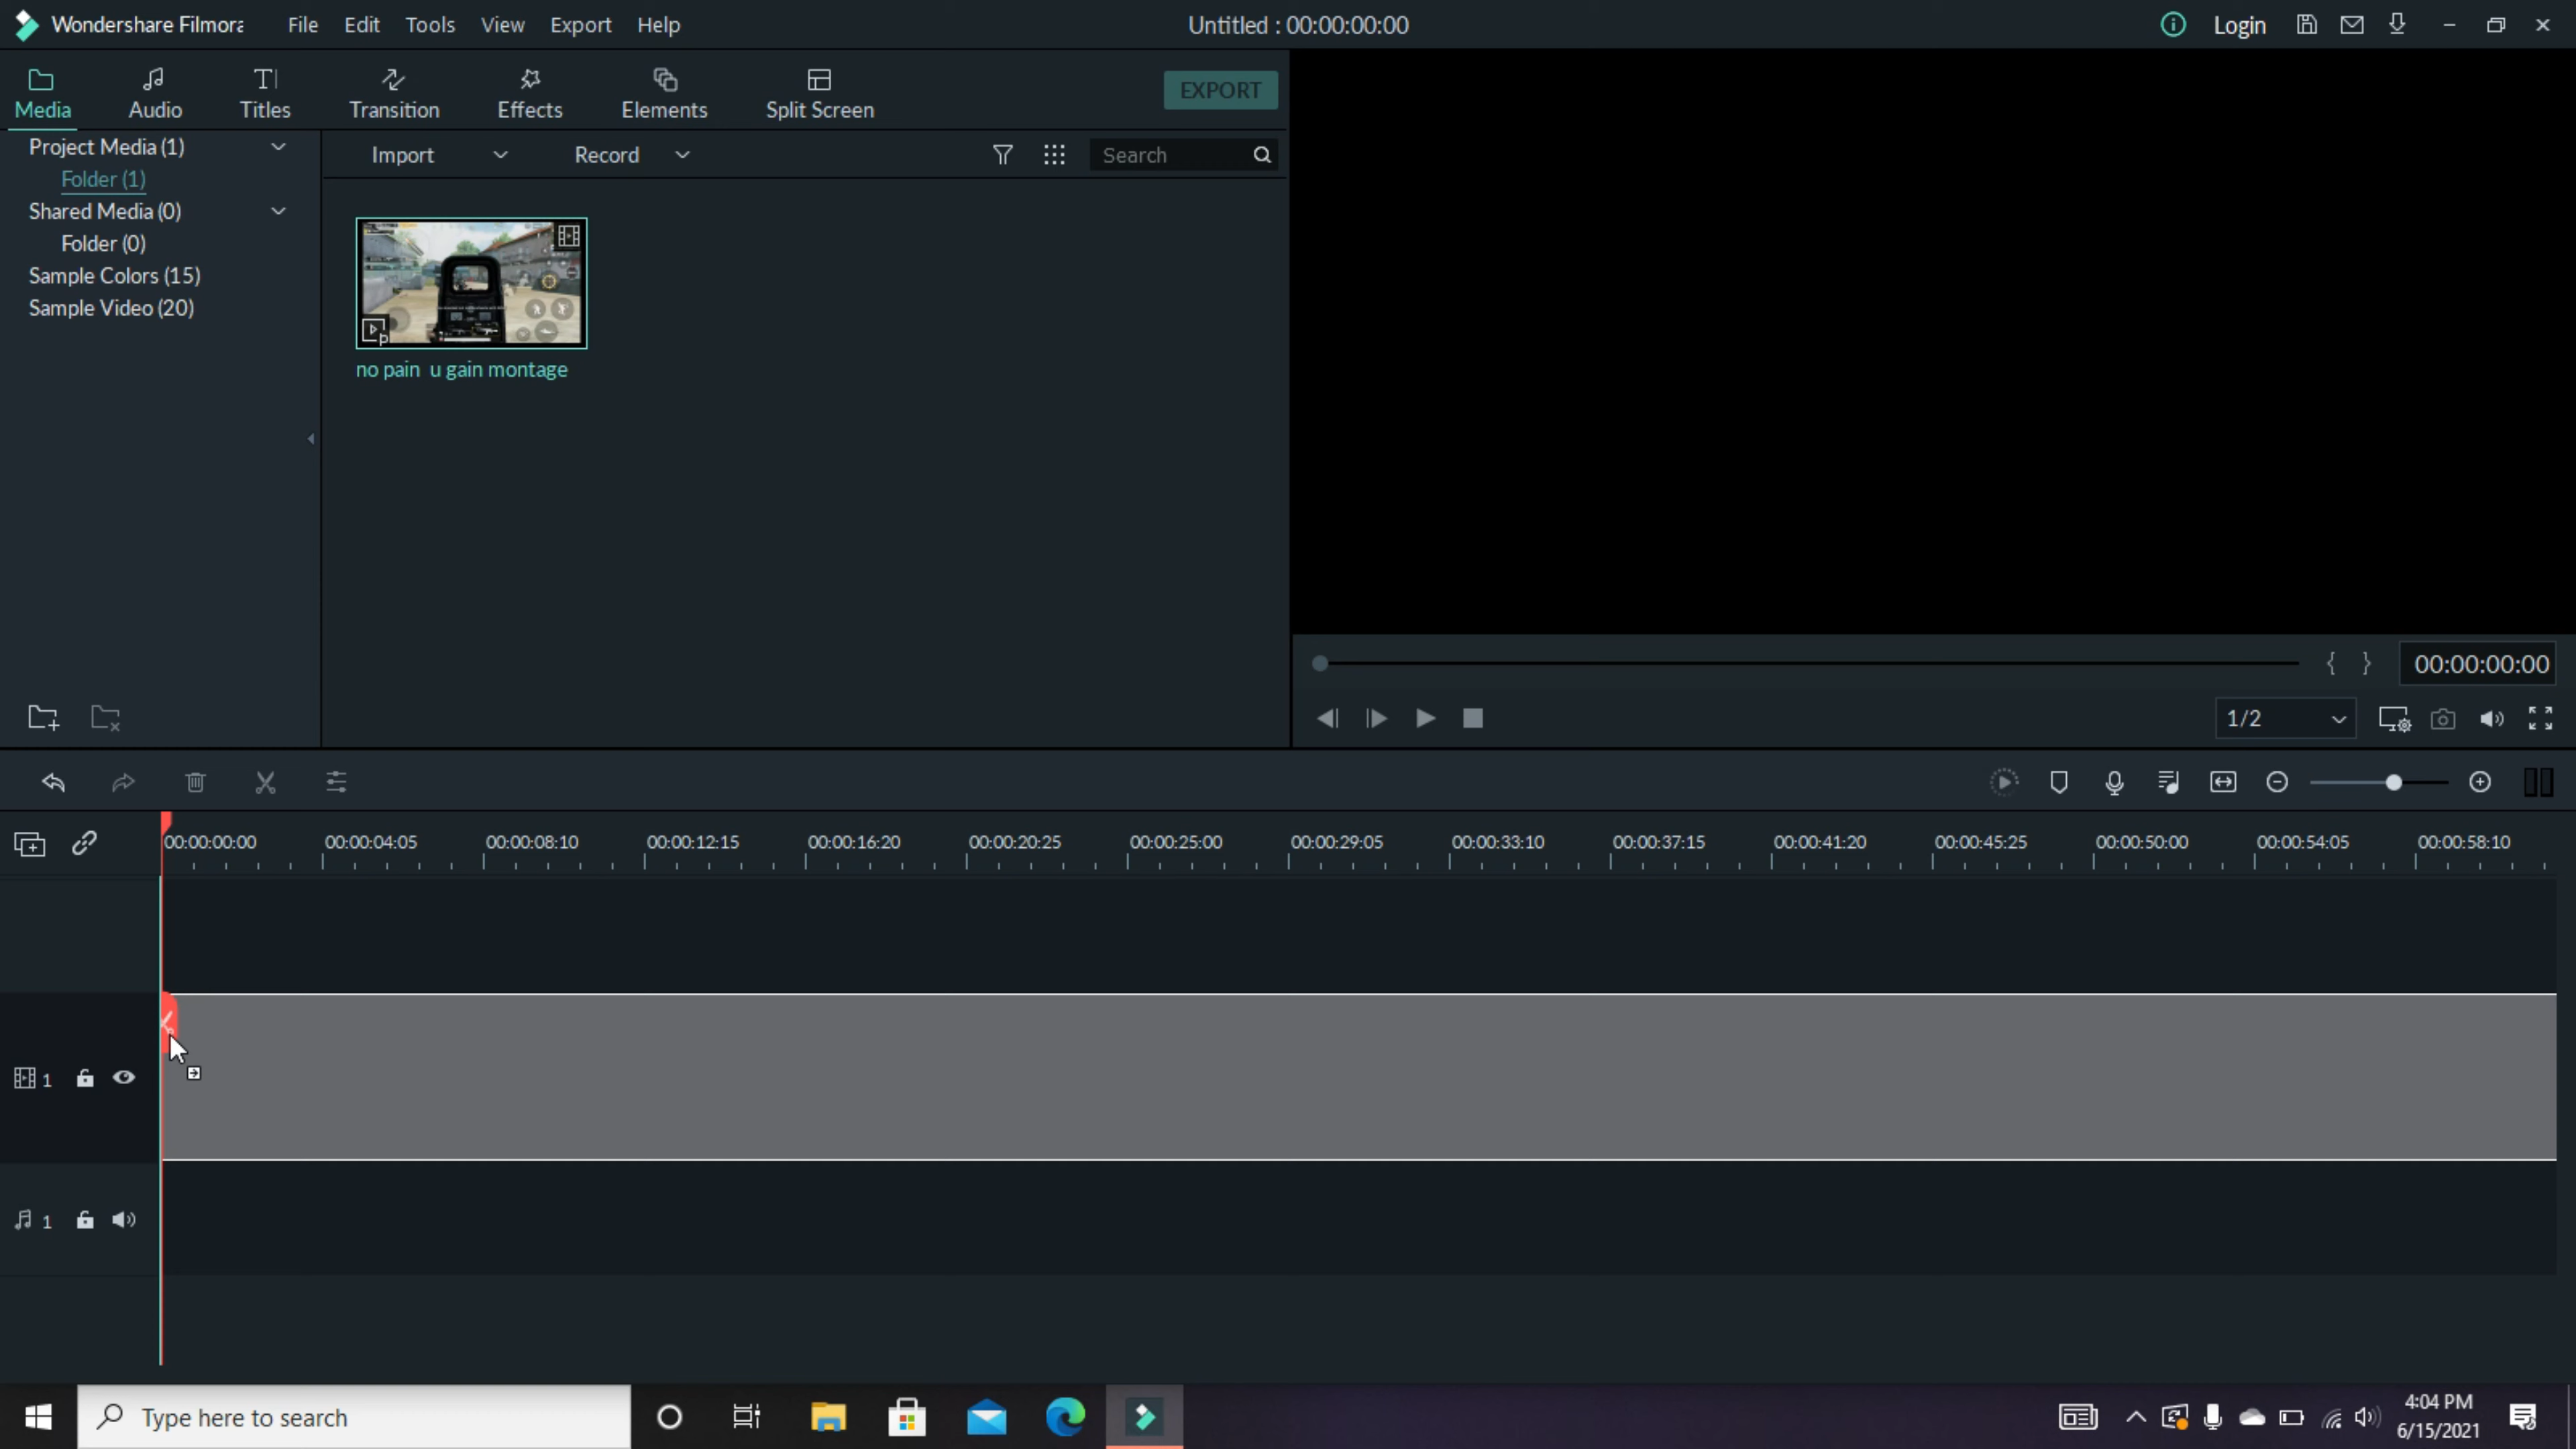 Wondershare Filmora File Edit Tools View Export Help Untitled : 00:00:00:00 Login
Media Audio Titles Transition Effects Elements Split Screen EXPORT
Project Media (1) Import Record Search
Folder (1)
Shared Media (0)
Folder (0)
Sample Colors (15)
Sample Video (20)
no pain u gain montage
00:00:00:00
1/2
00:00:00:00 00:00:04:05 00:00:08:10 00:00:12:15 00:00:16:20 00:00:20:25 00:00:25:00 00:00:29:05 00:00:33:10 00:00:37:15 00:00:41:20 00:00:45:25 00:00:50:00 00:00:54:05 00:00:58:10
1
1
Type here to search
4:04 PM
6/15/2021